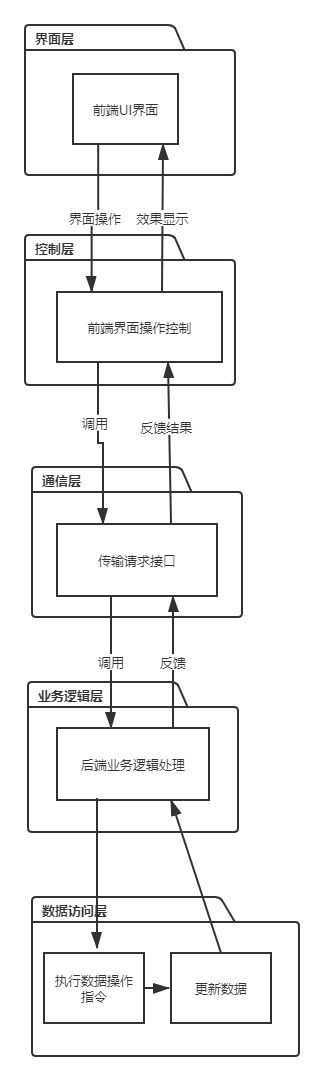 界面层
前端UI界面
界面操作
效果显示
控制层
前端界面操作控制
调用
反馈结果
通信层
传输请求接口
调用
反馈
业务逻辑层
后端业务逻辑处理
数据访问层
执行数据操作
指令
更新数据